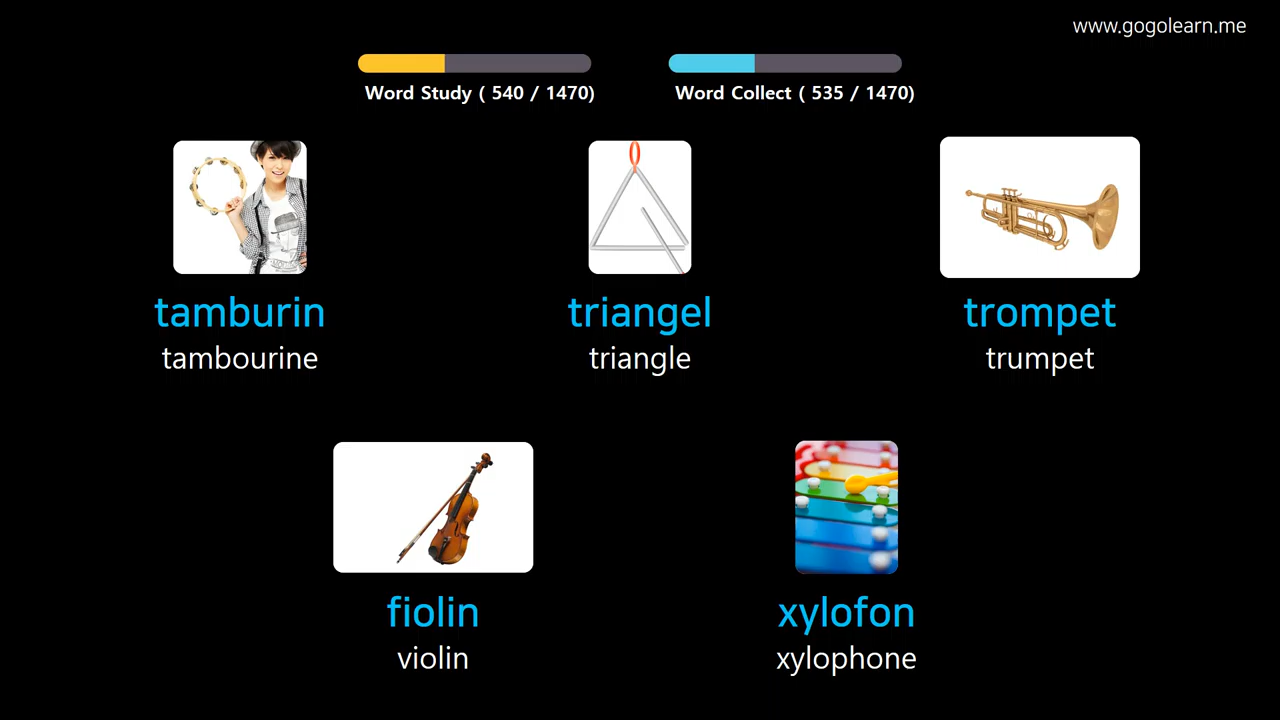 www.gogolearn.me
Word Study ( 540 / 1470)
Word Collect ( 535 / 1470)
tamburin
tambourine
triangel
triangle
trompet
trumpet
fiolin
violin
xylofon
xylophone